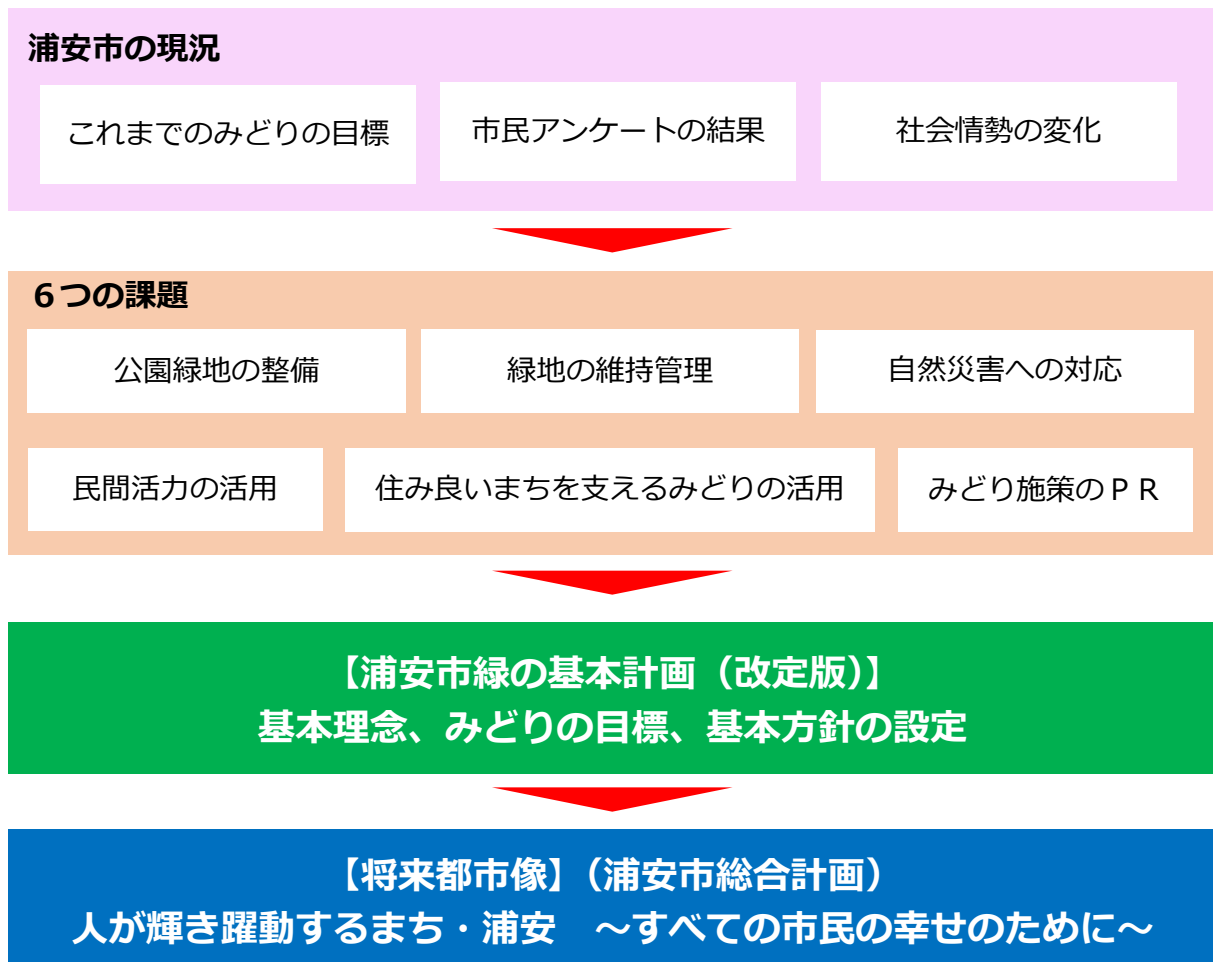 浦安市の現況
これまでのみどりの目標
市民アンケートの結果
社会情勢の変化
６つの課題
公園緑地の整備
緑地の維持管理
自然災害への対応
民間活力の活用
住み良いまちを支えるみどりの活用
みどり施策のＰＲ
【浦安市緑の基本計画（改定版）】
基本理念、みどりの目標、基本方針の設定
【将来都市像】（浦安市総合計画）
人が輝き躍動するまち・浦安　～すべての市民の幸せのために～